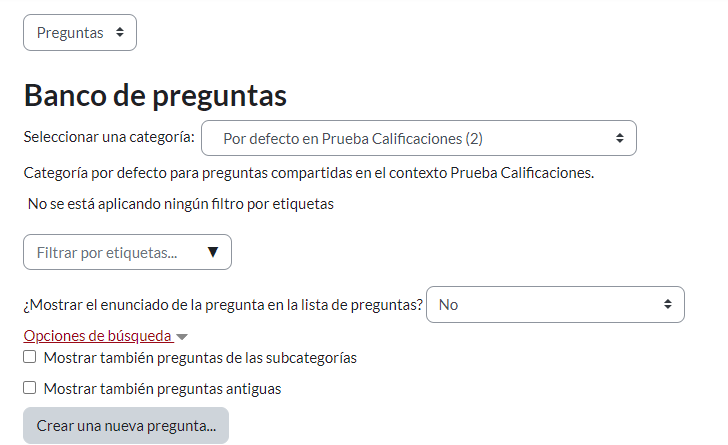 Preguntas
Banco de preguntas
Seleccionar una categoría: Por defecto en Prueba Calificaciones (2)
Categoría por defecto para preguntas compartidas en el contexto Prueba Calificaciones.
No se está aplicando ningún filtro por etiquetas
Filtrar por etiquetas... ▼
¿Mostrar el enunciado de la pregunta en la lista de preguntas? No
Opciones de búsqueda
Mostrar también preguntas de las subcategorías
Mostrar también preguntas antiguas
Crear una nueva pregunta...